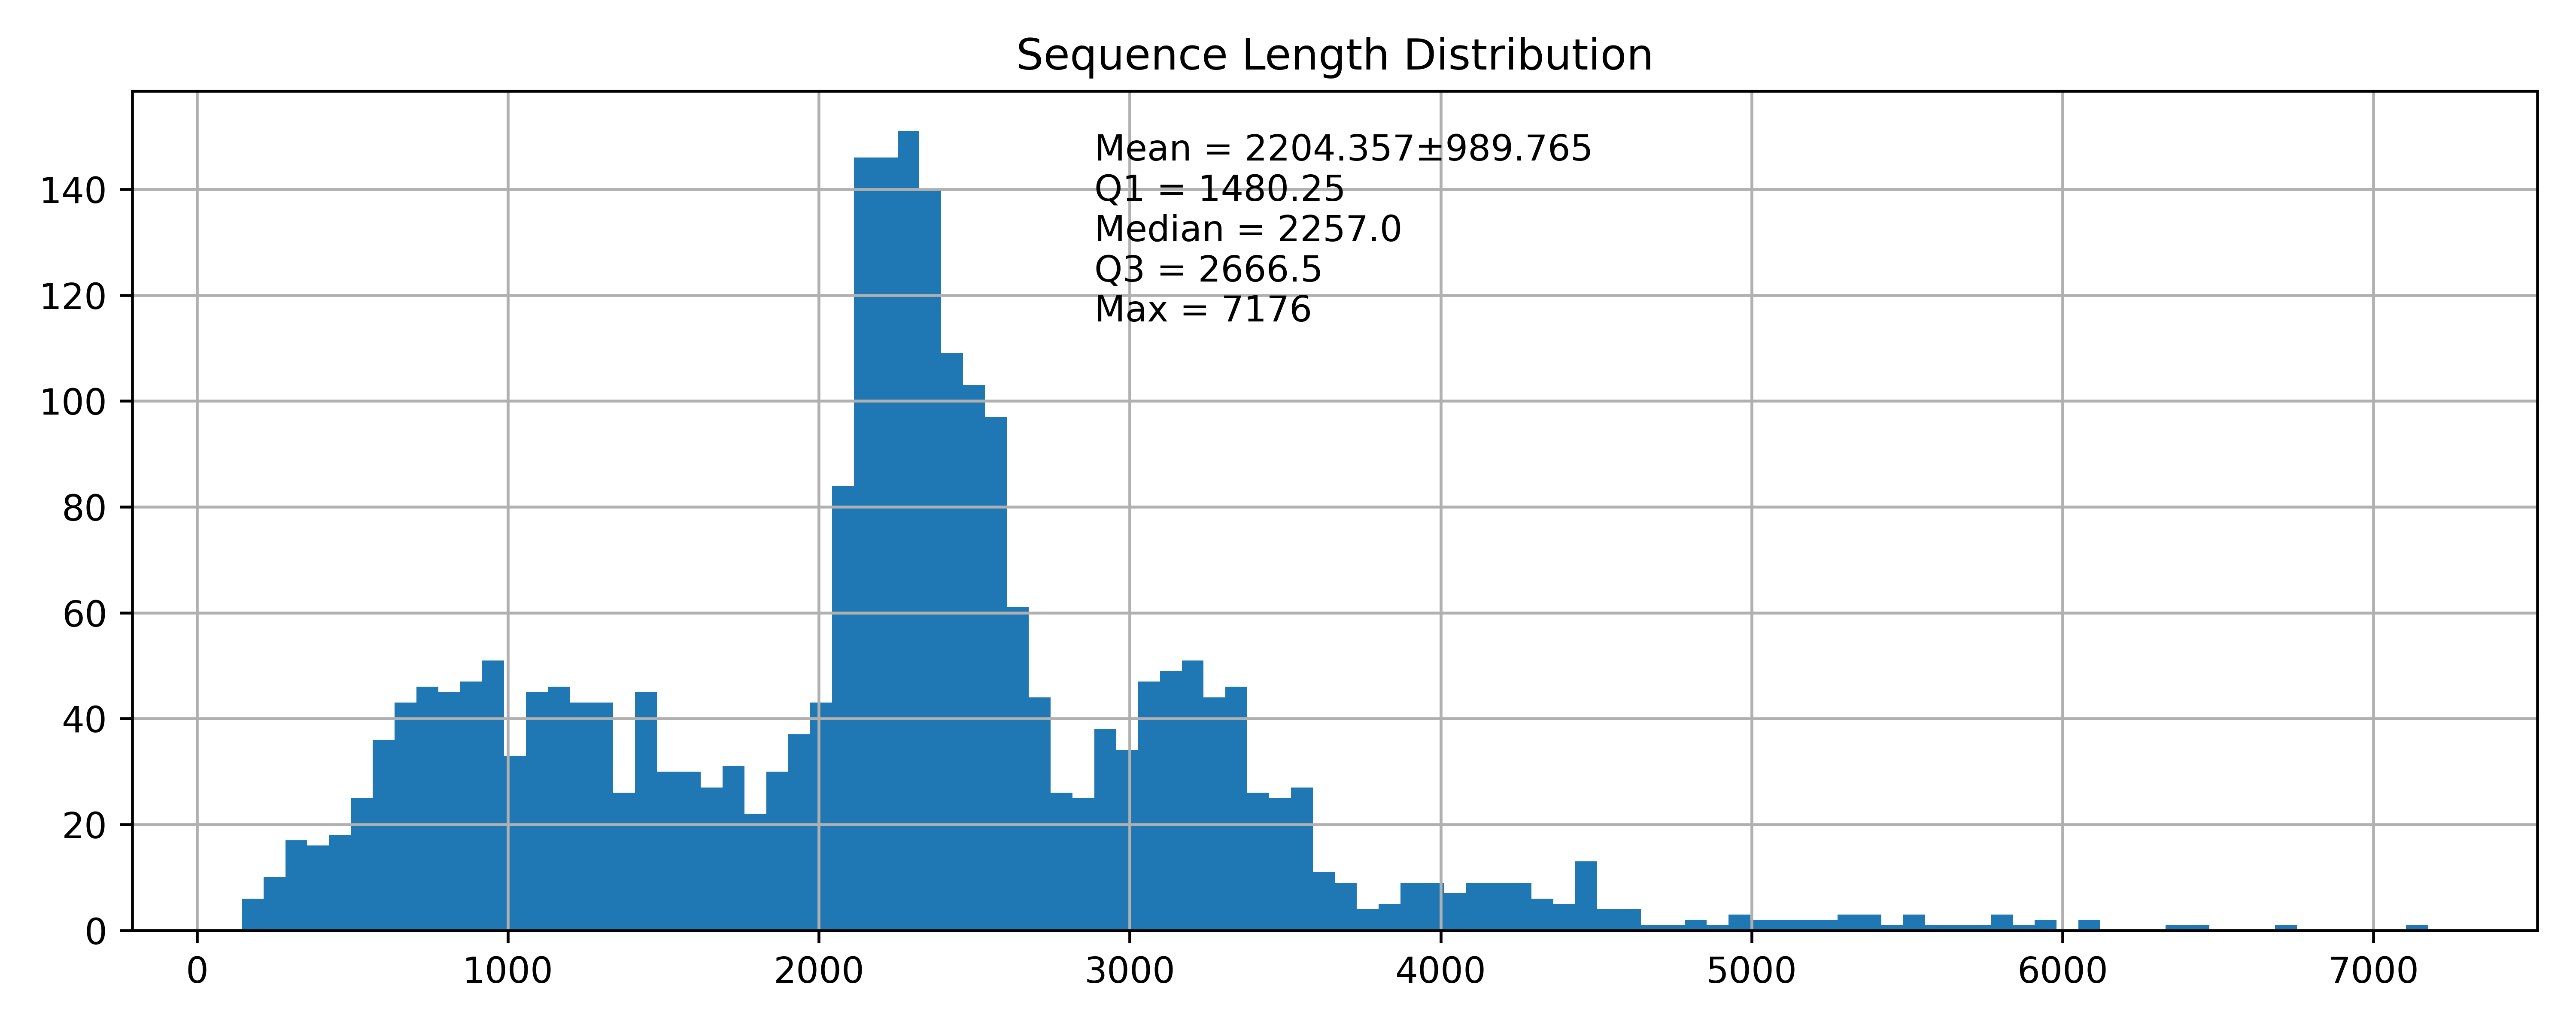 Sequence Length Distribution
Mean = 2204.357±989.765
Q1 = 1480.25
Median = 2257.0
Q3 = 2666.5
Max = 7176
140
120
100
80
60
40
20
0
0 1000 2000 3000 4000 5000 6000 7000